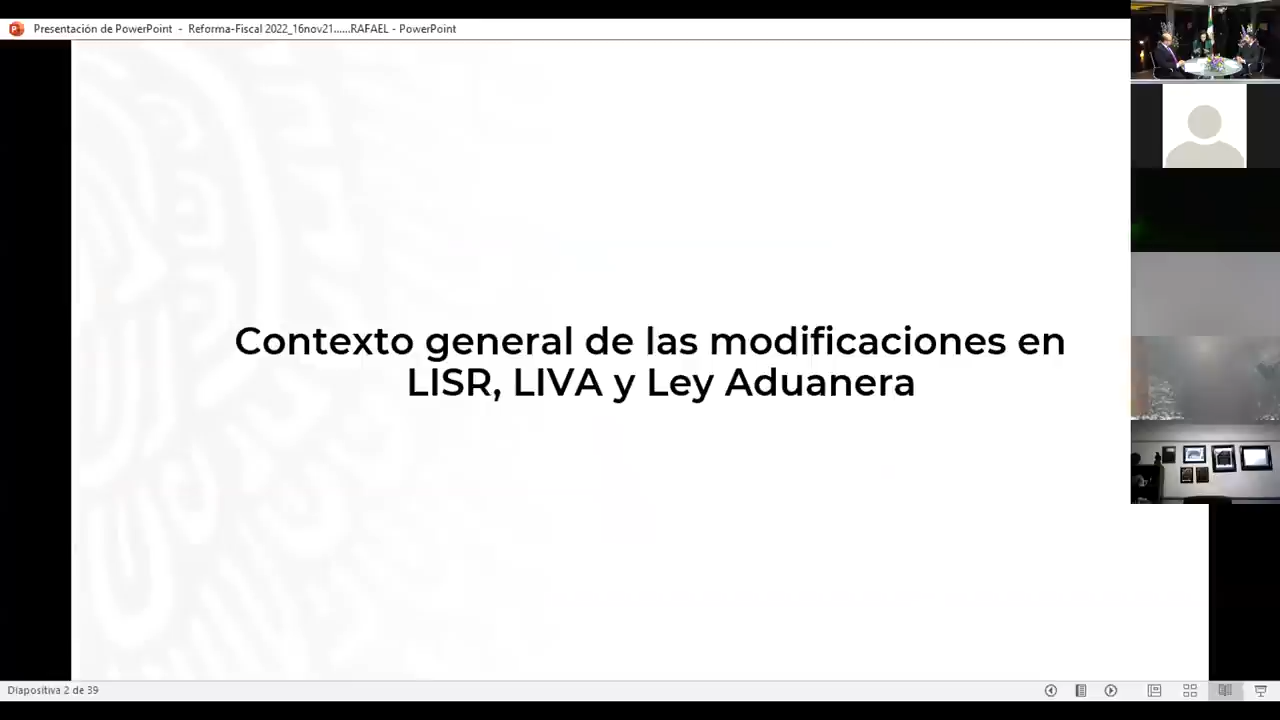 Presentación de PowerPoint - Reforma-Fiscal 2022_16nov21......RAFAEL - PowerPoint
Contexto general de las modificaciones en
LISR, LIVA y Ley Aduanera
Diapositiva 2 de 39